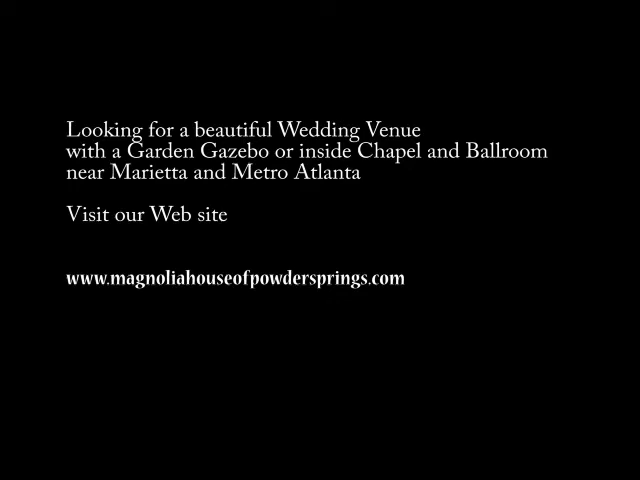 Looking for a beautiful Wedding Venue
with a Garden Gazebo or inside Chapel and Ballroom
near Marietta and Metro Atlanta
Visit our Web site
www.magnoliahouseofpowdersprings.com